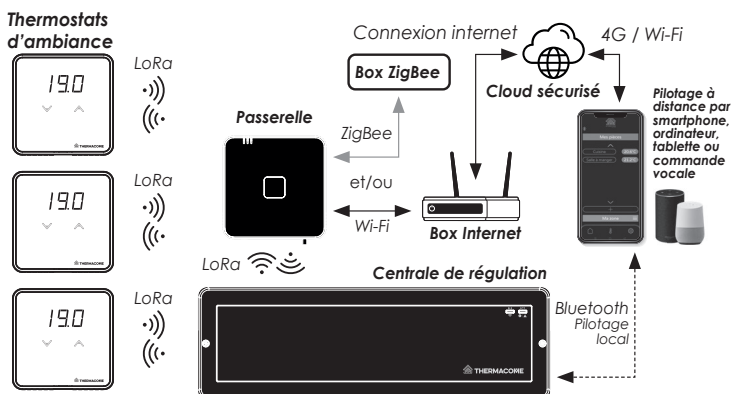 Thermostats
d'ambiance
LoRa
19.0
THERMACOME
LoRa
19.0
THERMACOME
LoRa
19.0
THERMACOME
Connexion internet
4G / Wi-Fi
Box ZigBee
Cloud sécurisé
Passerelle
ZigBee
et/ou
Wi-Fi
Box Internet
LoRa
Pilotage à
distance par
smartphone,
ordinateur,
tablette ou
commande
vocale
Centrale de régulation
THERMACOME
Bluetooth
Pilotage
local